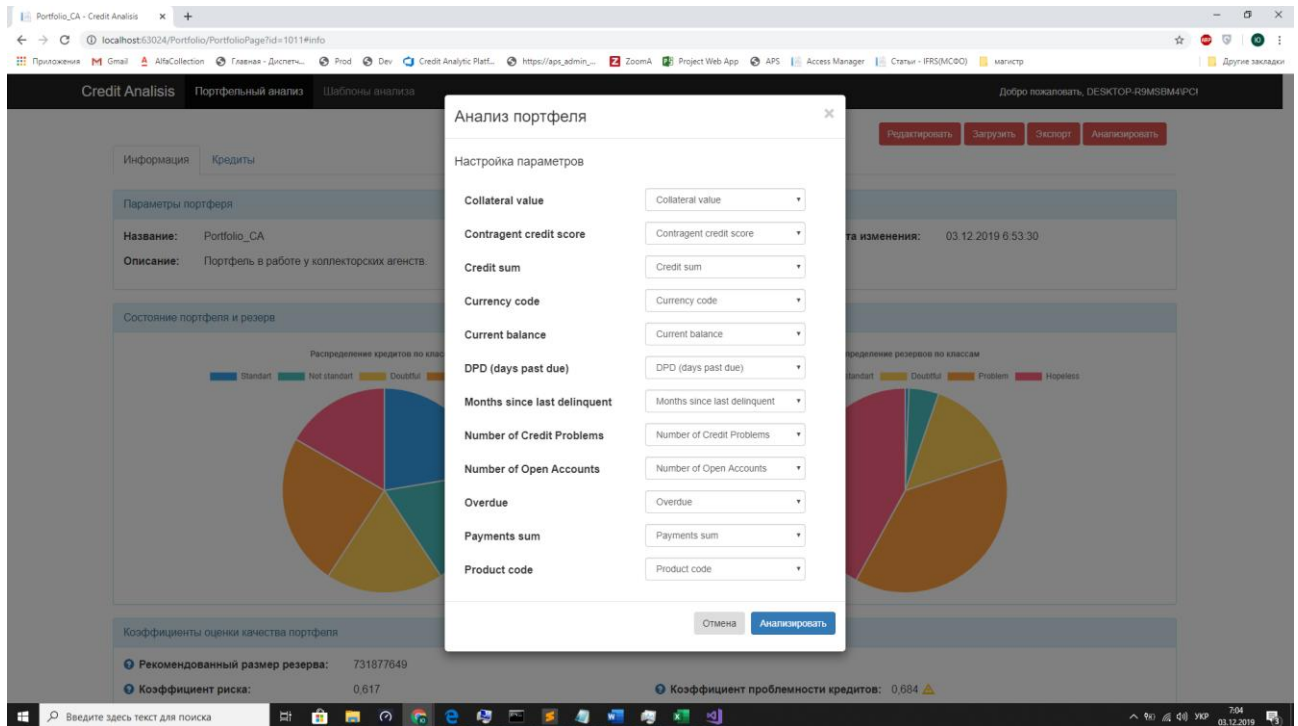 Portfolio_CA - Credit Analisis
localhost:63024/Portfolio/PortfolioPage?id=1011#info
Приложения Gmail AlfaCollection Главная - Диспетч... Prod Dev Credit Analytic Platf... https://aps_admin_... ZoomA Project Web App APS Access Manager Статьи - IFRS(МСФО) магистр Другие закладки
Credit Analisis Портфельный анализ Шаблоны анализа Добро пожаловать, DESKTOP-R9MSBM4\PC!
Анализ портфеля ×
Редактировать Загрузить Экспорт Анализировать
Информация Кредиты
Настройка параметров
Параметры портферя
Collateral value Collateral value
Название: Portfolio_CA
Contragent credit score Contragent credit score
та изменения: 03.12.2019 6:53:30
Описание: Портфель в работе у коллекторских агенств.
Credit sum Credit sum
Currency code Currency code
Состояние портфеля и резерв
Current balance Current balance
Распределение кредитов по клас
пределение резервов по классам
DPD (days past due) DPD (days past due)
Standart Not standart Doubtful
tandart Doubtful Problem Hopeless
Months since last delinquent Months since last delinquent
Number of Credit Problems Number of Credit Problems
Number of Open Accounts Number of Open Accounts
Overdue Overdue
Payments sum Payments sum
Product code Product code
Отмена Анализировать
Коэффициенты оценки качества портфеля
Рекомендованный размер резерва: 731877649
Коэффициент риска: 0,617
Коэффициент проблемности кредитов: 0,684
Введите здесь текст для поиска
УКР
7:04
03.12.2019